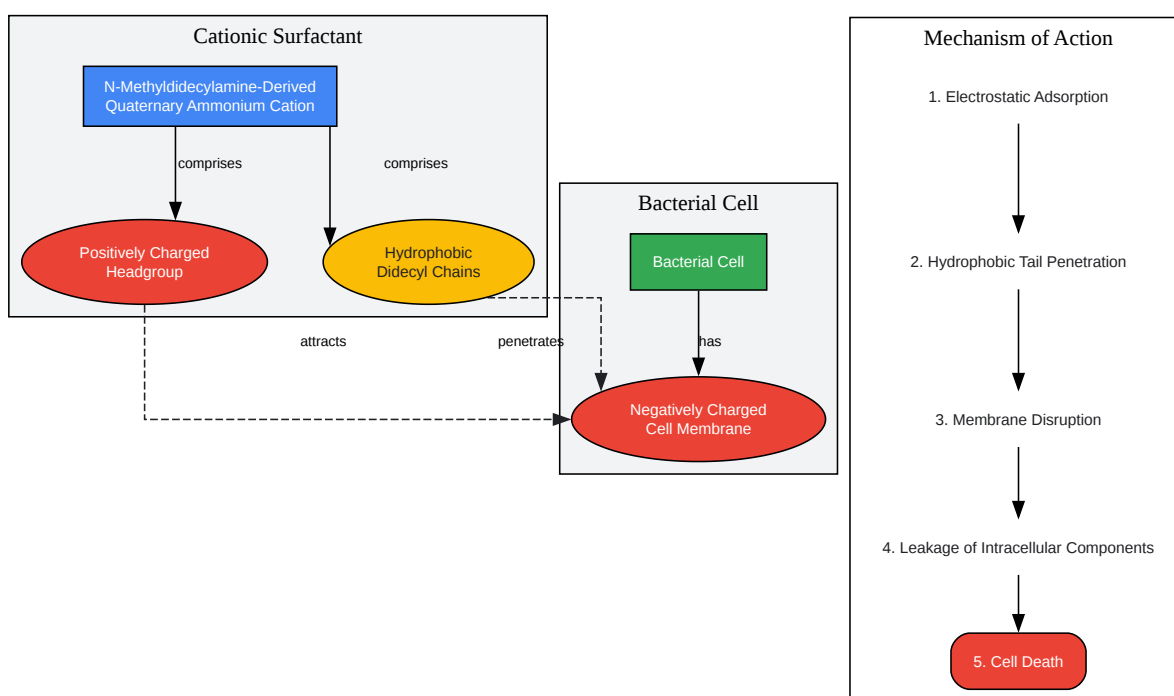 Cationic Surfactant
N-Methyldidecylamine-Derived
Quaternary Ammonium Cation
comprises
comprises
Positively Charged
Headgroup
Hydrophobic
Didecyl Chains
attracts
penetrates
Bacterial Cell
Bacterial Cell
has
Negatively Charged
Cell Membrane
Mechanism of Action
1. Electrostatic Adsorption
2. Hydrophobic Tail Penetration
3. Membrane Disruption
4. Leakage of Intracellular Components
5. Cell Death